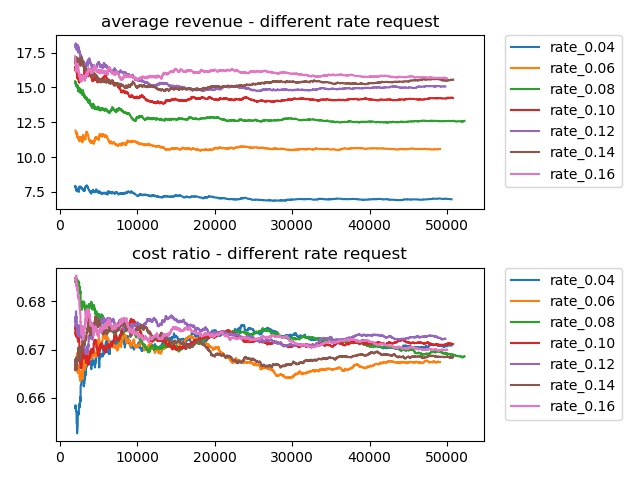 average revenue - different rate request
17.5
15.0
12.5
10.0
7.5
0 10000 20000 30000 40000 50000
rate_0.04
rate_0.06
rate_0.08
rate_0.10
rate_0.12
rate_0.14
rate_0.16
cost ratio - different rate request
0.68
0.67
0.66
0 10000 20000 30000 40000 50000
rate_0.04
rate_0.06
rate_0.08
rate_0.10
rate_0.12
rate_0.14
rate_0.16